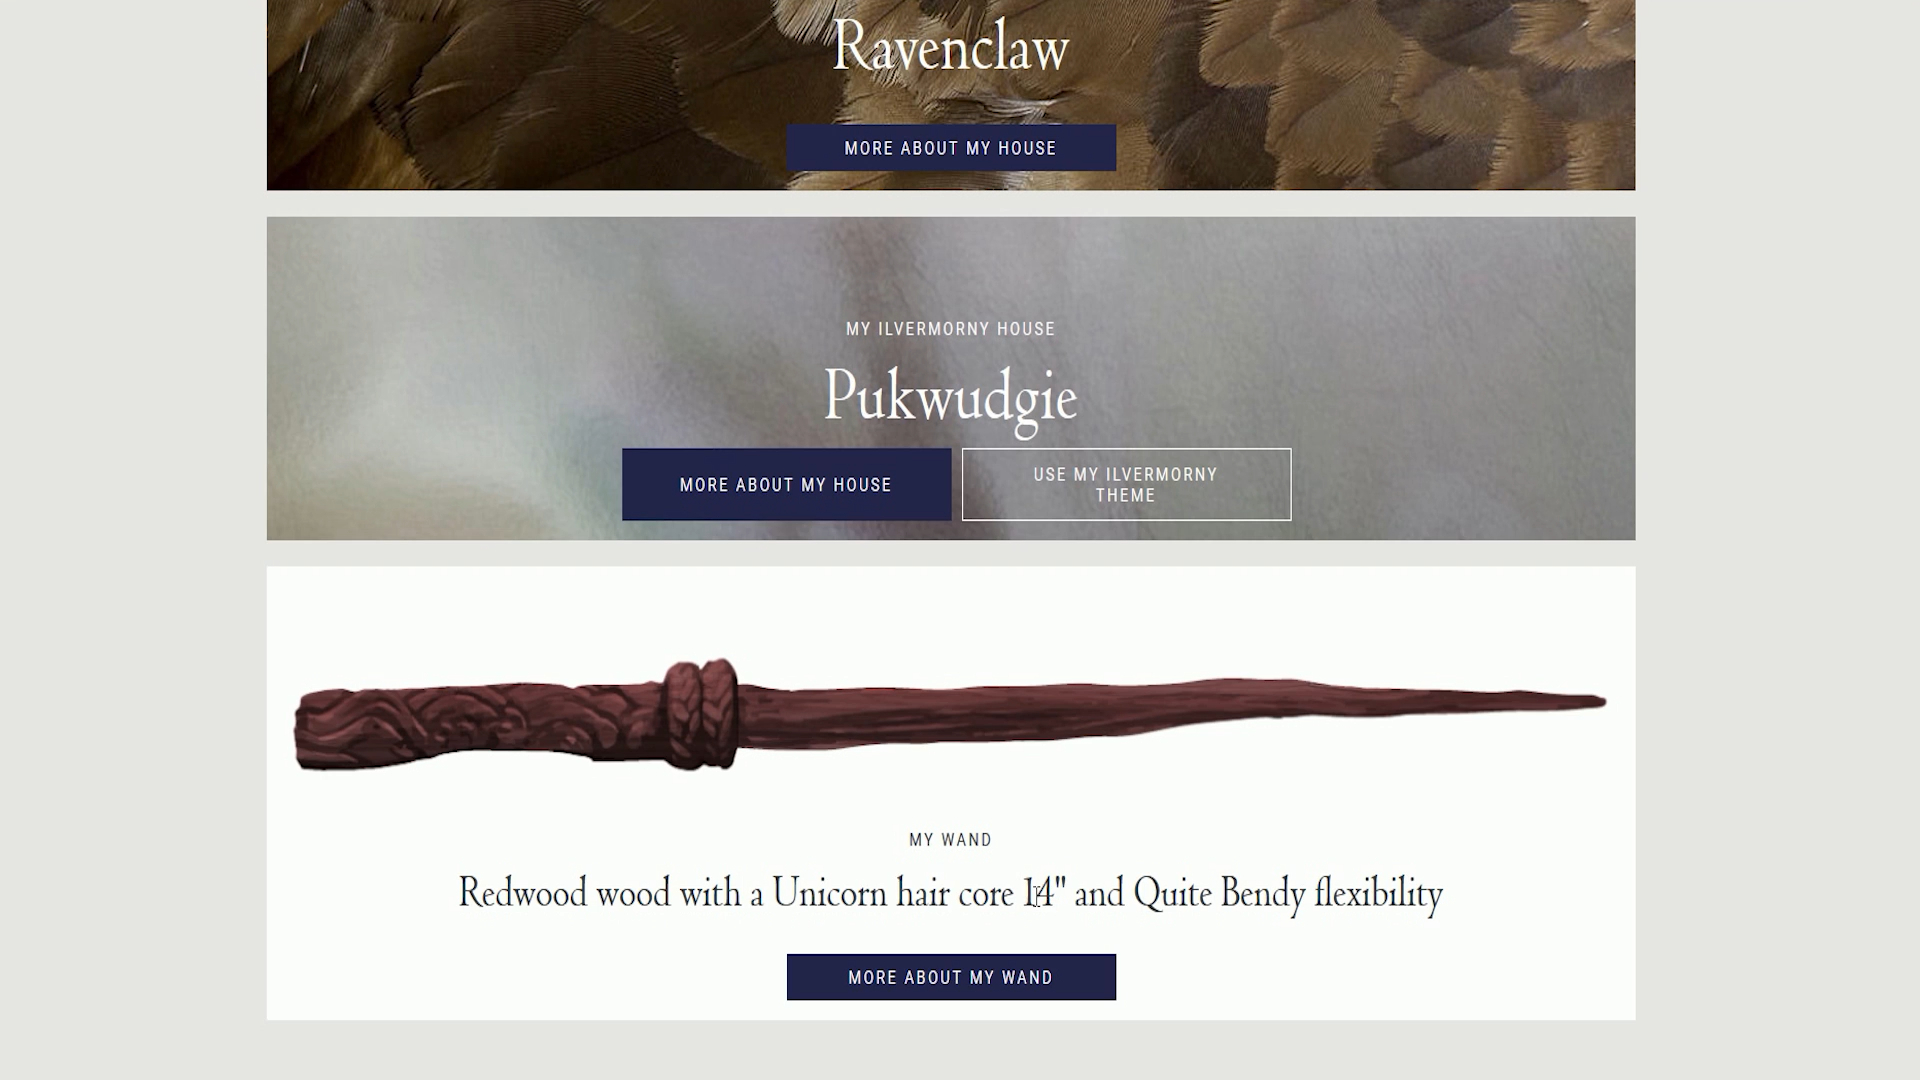 Ravenclaw
MORE ABOUT MY HOUSE
MY ILVERMORNY HOUSE
Pukwudgie
MORE ABOUT MY HOUSE
USE MY ILVERMORNY
THEME
MY WAND
Redwood wood with a Unicorn hair core 14" and Quite Bendy flexibility
MORE ABOUT MY WAND